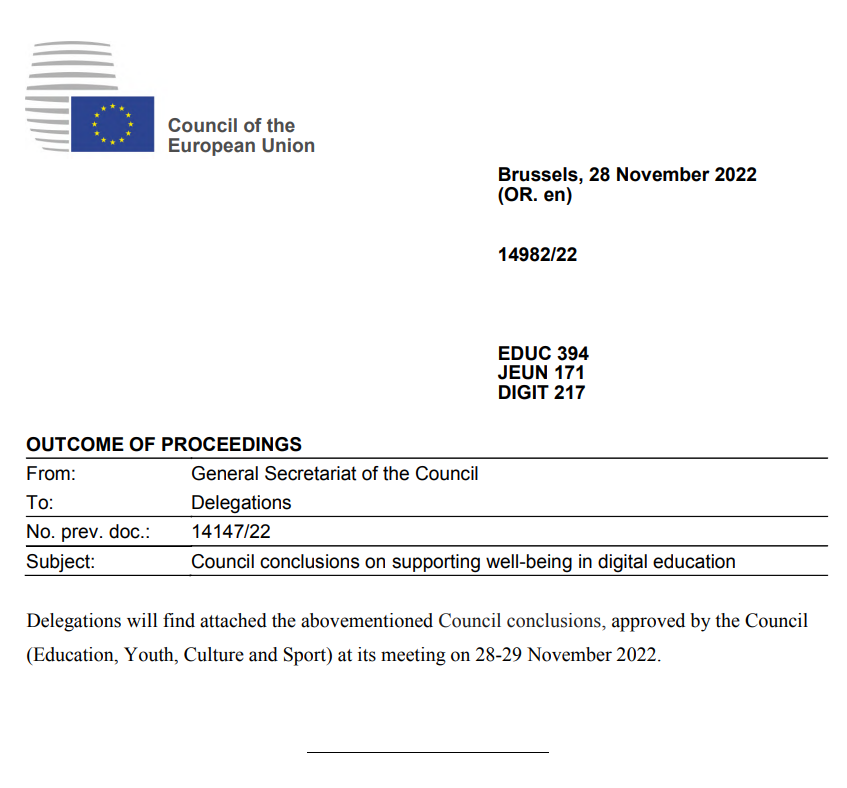 Council of the
European Union
Brussels, 28 November 2022
(OR. en)
14982/22
EDUC 394
JEUN 171
DIGIT 217
OUTCOME OF PROCEEDINGS
From: General Secretariat of the Council
To: Delegations
No. prev. doc.: 14147/22
Subject: Council conclusions on supporting well-being in digital education
Delegations will find attached the abovementioned Council conclusions, approved by the Council
(Education, Youth, Culture and Sport) at its meeting on 28-29 November 2022.